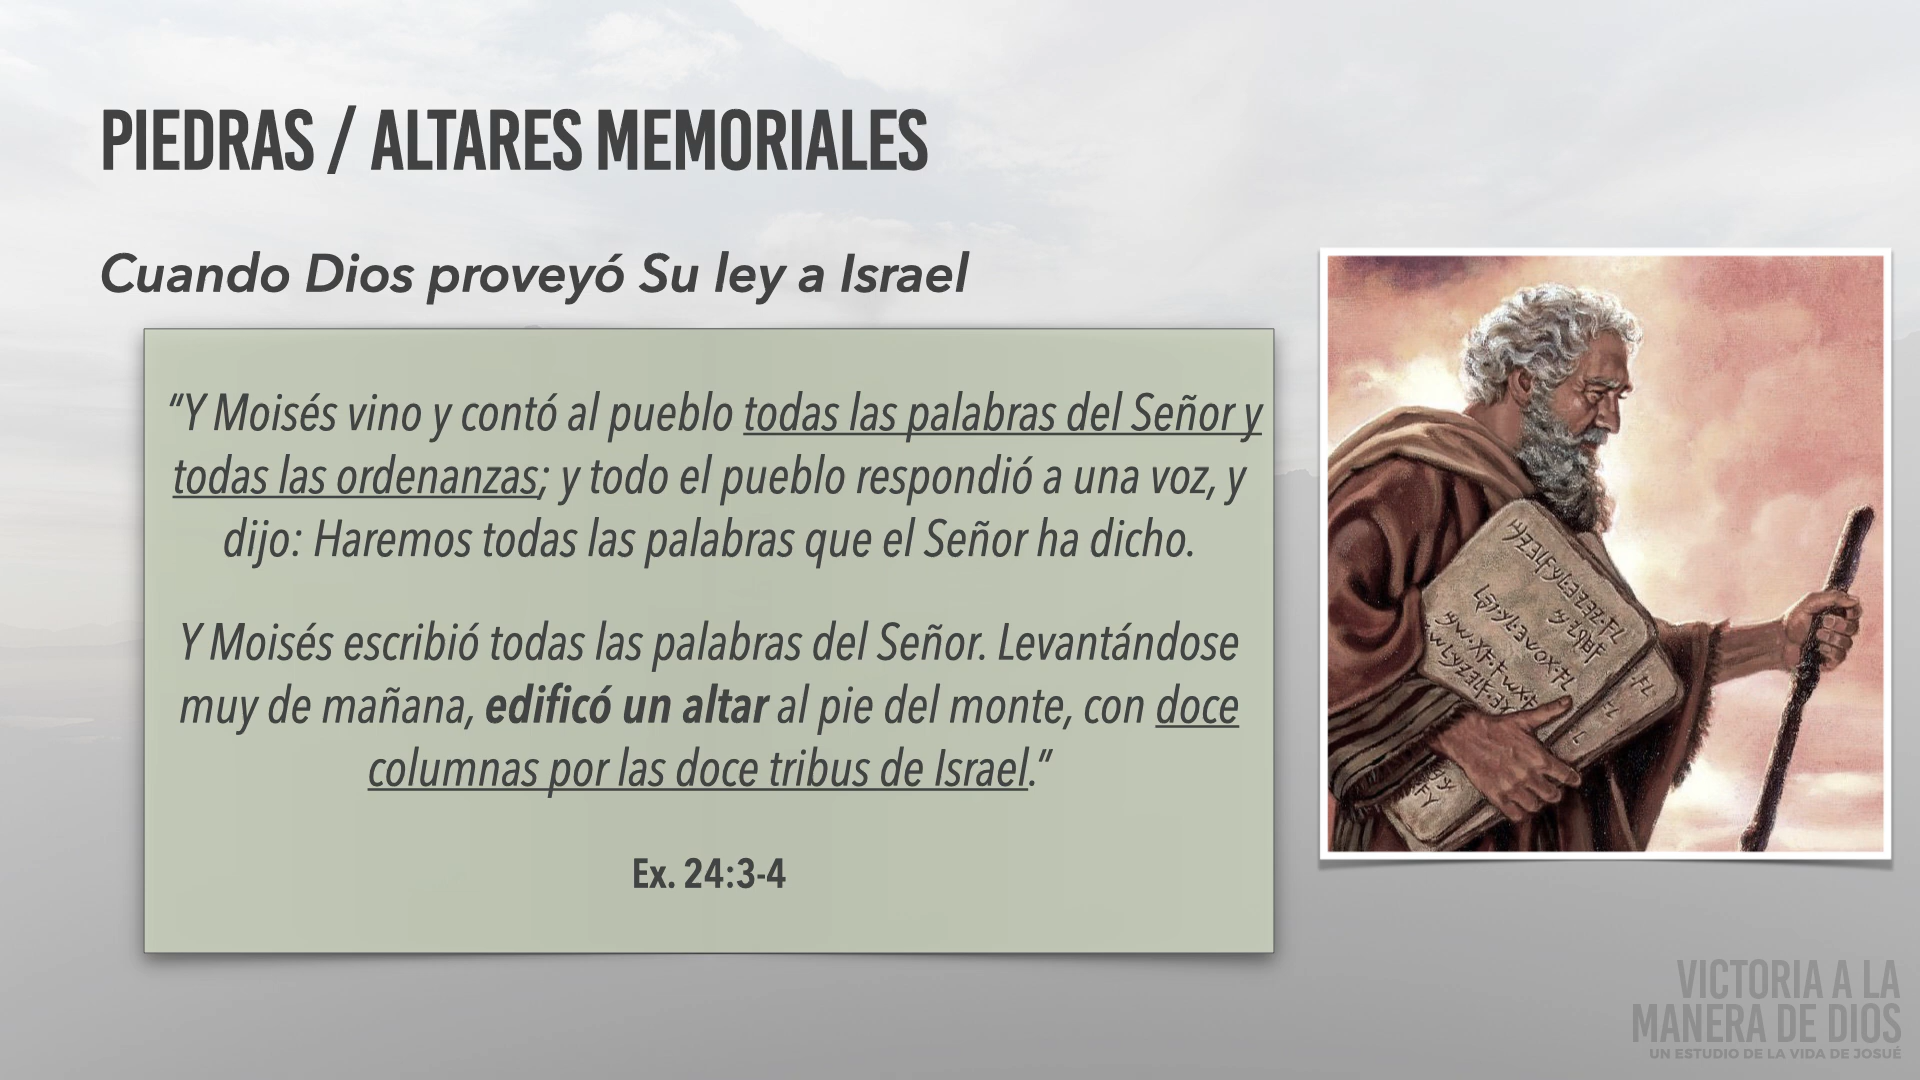 PIEDRAS / ALTARES MEMORIALES
Cuando Dios proveyó Su ley a Israel
“Y Moisés vino y contó al pueblo todas las palabras del Señor y
todas las ordenanzas; y todo el pueblo respondió a una voz, y
dijo: Haremos todas las palabras que el Señor ha dicho.
Y Moisés escribió todas las palabras del Señor. Levantándose
muy de mañana, edificó un altar al pie del monte, con doce
columnas por las doce tribus de Israel.”
Ex. 24:3-4
VICTORIA A LA
MANERA DE DIOS
UN ESTUDIO DE LA VIDA DE JOSUÉ